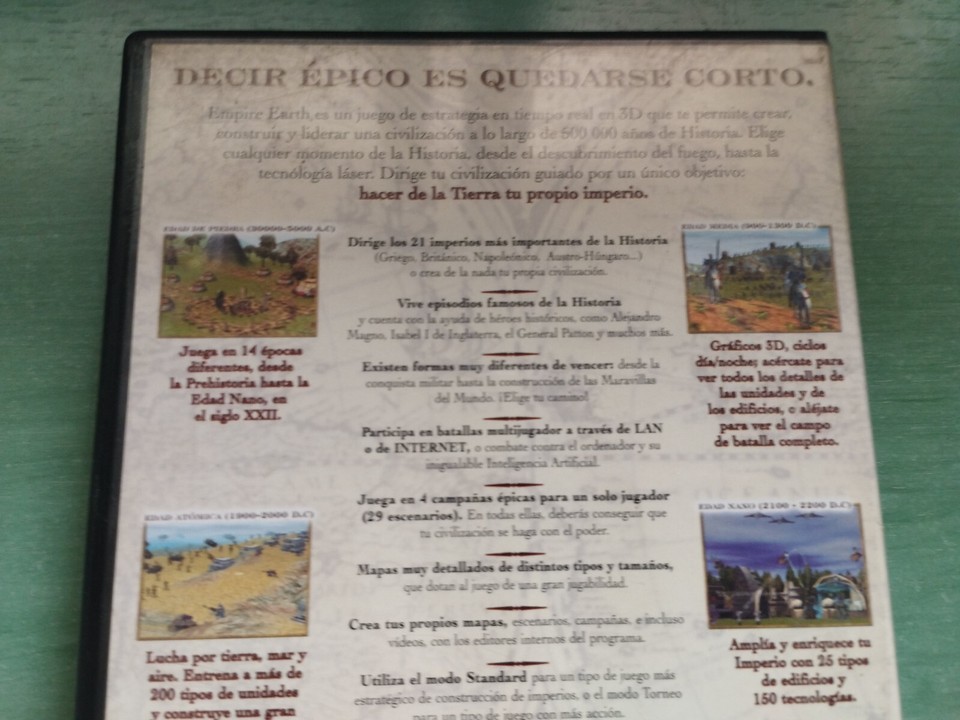 DECIR ÉPICO ES QUEDARSE CORTO.
Empire Earth es un juego de estrategia en tiempo real en 3D que te permite crear,
construir y liderar una civilización a lo largo de 500.000 años de Historia. Elige
cualquier momento de la Historia, desde el descubrimiento del fuego, hasta la
tecnólogía láser. Dirige tu civilización guiado por un único objetivo:
hacer de la Tierra tu propio imperio.
EDAD DE PIEDRA (50000-5000 A.C)
Juega en 14 épocas
diferentes, desde
la Prehistoria hasta la
Edad Nano, en
el siglo XXII.
EDAD ATÓMICA (1900-2000 D.C)
Lucha por tierra, mar y
aire. Entrena a más de
200 tipos de unidades
y construye una gran
Dirige los 21 imperios más importantes de la Historia
(Griego, Británico, Napoleónico, Austro-Húngaro...)
o crea de la nada tu propia civilización.
Vive episodios famosos de la Historia
y cuenta con la ayuda de héroes históricos, como Alejandro
Magno, Isabel I de Inglaterra, el General Patton y muchos más.
Existen formas muy diferentes de vencer: desde la
conquista militar hasta la construcción de las Maravillas
del Mundo. ¡Elige tu camino!
Participa en batallas multijugador a través de LAN
o de INTERNET, o combate contra el ordenador y su
inigualable Inteligencia Artificial.
Juega en 4 campañas épicas para un solo jugador
(29 escenarios). En todas ellas, deberás conseguir que
tu civilización se haga con el poder.
Mapas muy detallados de distintos tipos y tamaños,
que dotan al juego de una gran jugabilidad.
Crea tus propios mapas, escenarios, campañas, e incluso
vídeos, con los editores internos del programa.
Utiliza el modo Standard para un tipo de juego más
estratégico de construcción de imperios, o el modo Torneo
para un tipo de juego con más acción.
EDAD MEDIA (900-1300 D.C)
Gráficos 3D, ciclos
día/noche; acércate para
ver todos los detalles de
las unidades y de
los edificios, o aléjate
para ver el campo
de batalla completo.
EDAD NANO (2100 - 2200 D.C)
Amplía y enriquece tu
Imperio con 25 tipos
de edificios y
150 tecnologías.